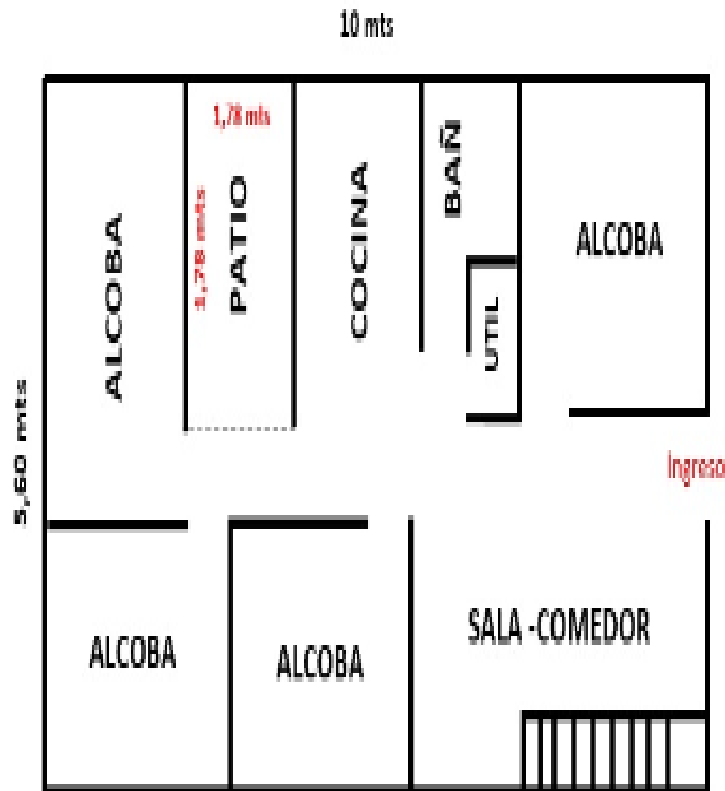 10 mts
1,78 mts
ALCOBA
1,78 mts
PATIO
COCINA
BAÑ
ALCOBA
UTIL
5,60 mts
Ingreso
ALCOBA
ALCOBA
SALA -COMEDOR